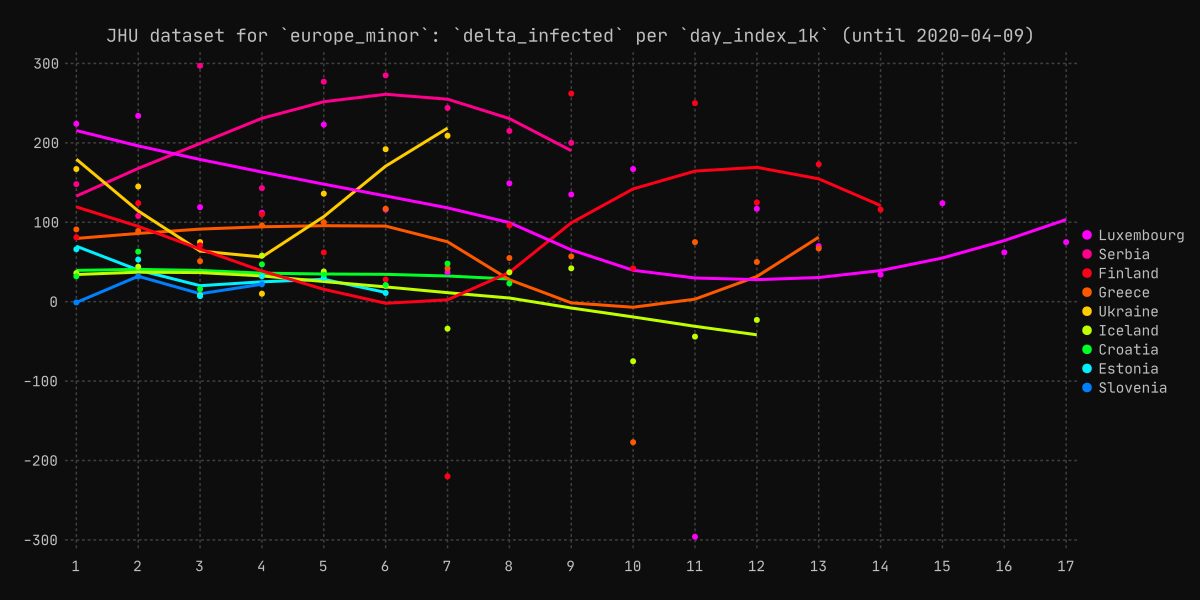 JHU dataset for `europe_minor`: `delta_infected` per `day_index_1k` (until 2020-04-09)
300
200
100
0
-100
-200
-300
1 2 3 4 5 6 7 8 9 10 11 12 13 14 15 16 17
Luxembourg
Serbia
Finland
Greece
Ukraine
Iceland
Croatia
Estonia
Slovenia